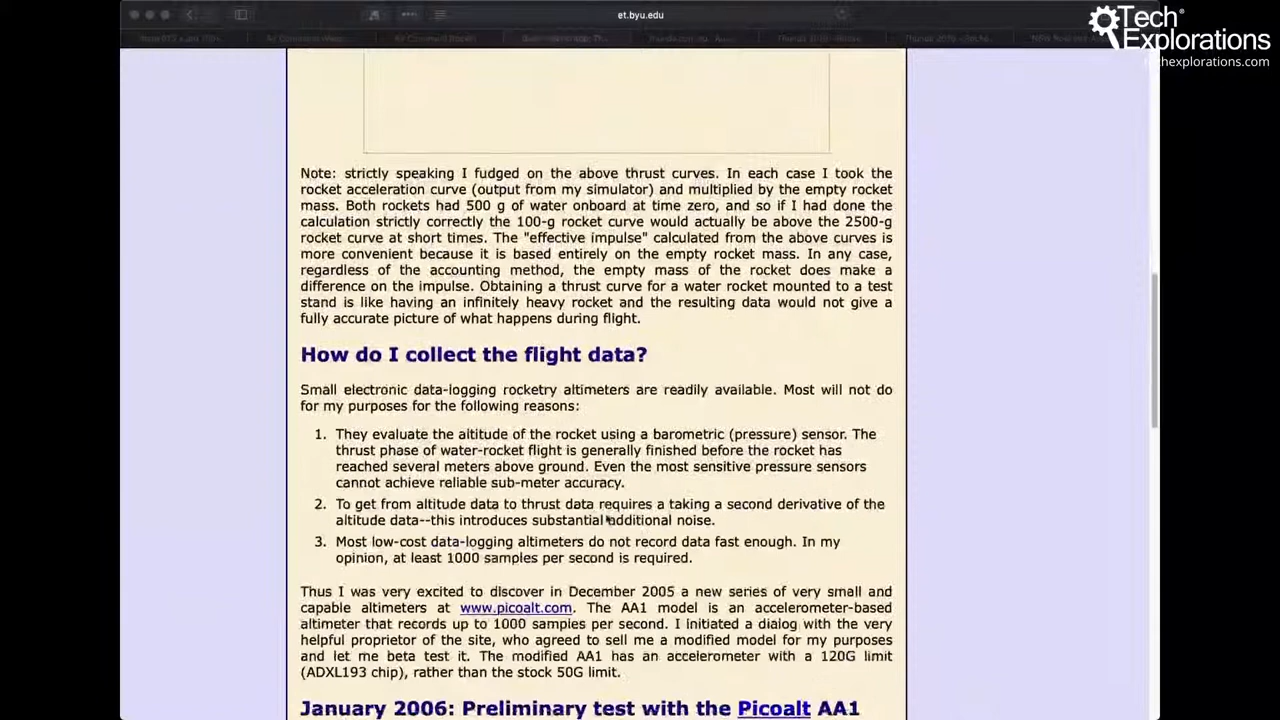 et.byu.edu
Tech
Explorations
Note: strictly speaking I fudged on the above thrust curves. In each case I took the
rocket acceleration curve (output from my simulator) and multiplied by the empty rocket
mass. Both rockets had 500 g of water onboard at time zero, and so if I had done the
calculation strictly correctly the 100-g rocket curve would actually be above the 2500-g
rocket curve at short times. The "effective impulse" calculated from the above curves is
more convenient because it is based entirely on the empty rocket mass. In any case,
regardless of the accounting method, the empty mass of the rocket does make a
difference on the impulse. Obtaining a thrust curve for a water rocket mounted to a test
stand is like having an infinitely heavy rocket and the resulting data would not give a
fully accurate picture of what happens during flight.
How do I collect the flight data?
Small electronic data-logging rocketry altimeters are readily available. Most will not do
for my purposes for the following reasons:
1. They evaluate the altitude of the rocket using a barometric (pressure) sensor. The
thrust phase of water-rocket flight is generally finished before the rocket has
reached several meters above ground. Even the most sensitive pressure sensors
cannot achieve reliable sub-meter accuracy.
2. To get from altitude data to thrust data requires a taking a second derivative of the
altitude data--this introduces substantial additional noise.
3. Most low-cost data-logging altimeters do not record data fast enough. In my
opinion, at least 1000 samples per second is required.
Thus I was very excited to discover in December 2005 a new series of very small and
capable altimeters at www.picoalt.com. The AA1 model is an accelerometer-based
altimeter that records up to 1000 samples per second. I initiated a dialog with the very
helpful proprietor of the site, who agreed to sell me a modified model for my purposes
and let me beta test it. The modified AA1 has an accelerometer with a 120G limit
(ADXL193 chip), rather than the stock 50G limit.
January 2006: Preliminary test with the Picoalt AA1